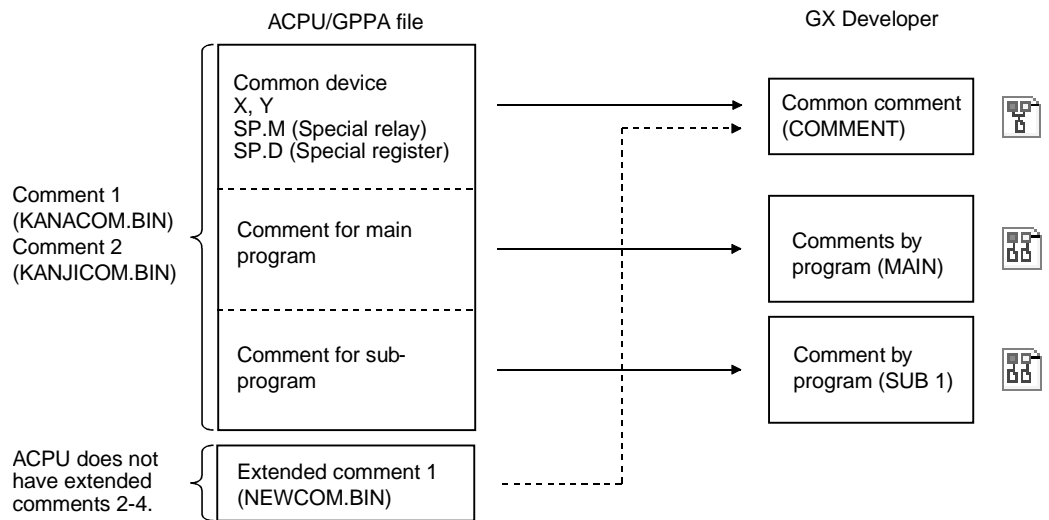 ACPU/GPPA file
GX Developer
Common device
X, Y
SP.M (Special relay)
SP.D (Special register)
Common comment
(COMMENT)
Comment 1
(KANACOM.BIN)
Comment 2
(KANJICOM.BIN)
Comment for main
program
Comments by
program (MAIN)
Comment for sub-
program
Comment by
program (SUB 1)
ACPU does not
have extended
comments 2-4.
Extended comment 1
(NEWCOM.BIN)